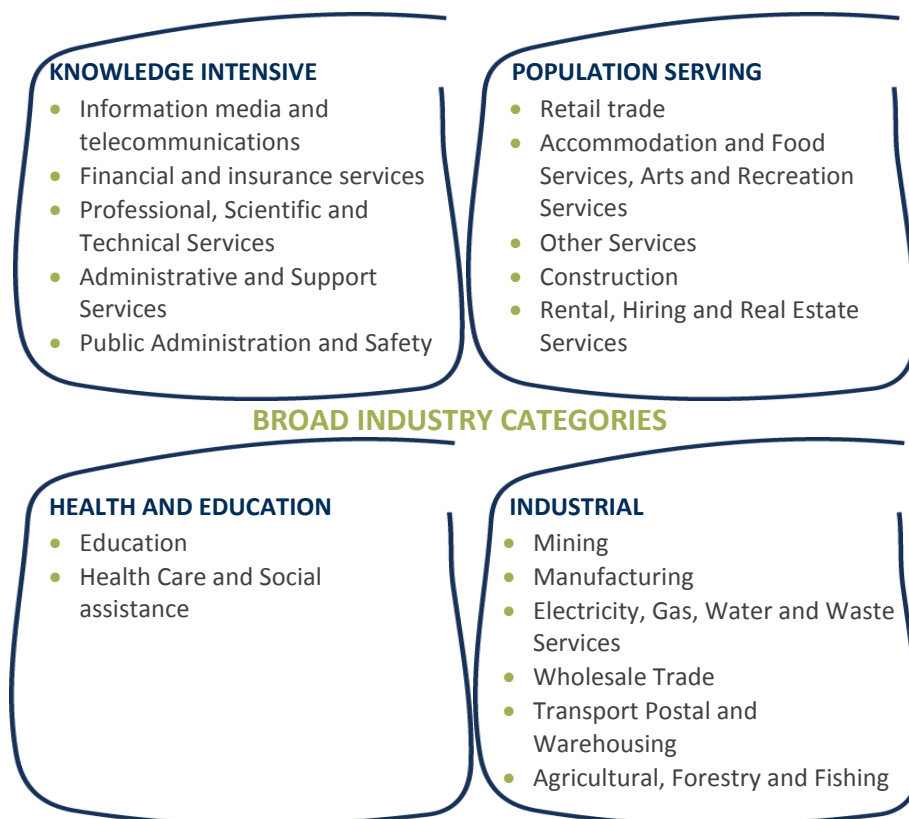 KNOWLEDGE INTENSIVE
• Information media and
telecommunications
• Financial and insurance services
• Professional, Scientific and
Technical Services
• Administrative and Support
Services
• Public Administration and Safety
POPULATION SERVING
• Retail trade
• Accommodation and Food
Services, Arts and Recreation
Services
• Other Services
• Construction
• Rental, Hiring and Real Estate
Services
BROAD INDUSTRY CATEGORIES
HEALTH AND EDUCATION
• Education
• Health Care and Social
assistance
INDUSTRIAL
• Mining
• Manufacturing
• Electricity, Gas, Water and Waste
Services
• Wholesale Trade
• Transport Postal and
Warehousing
• Agricultural, Forestry and Fishing